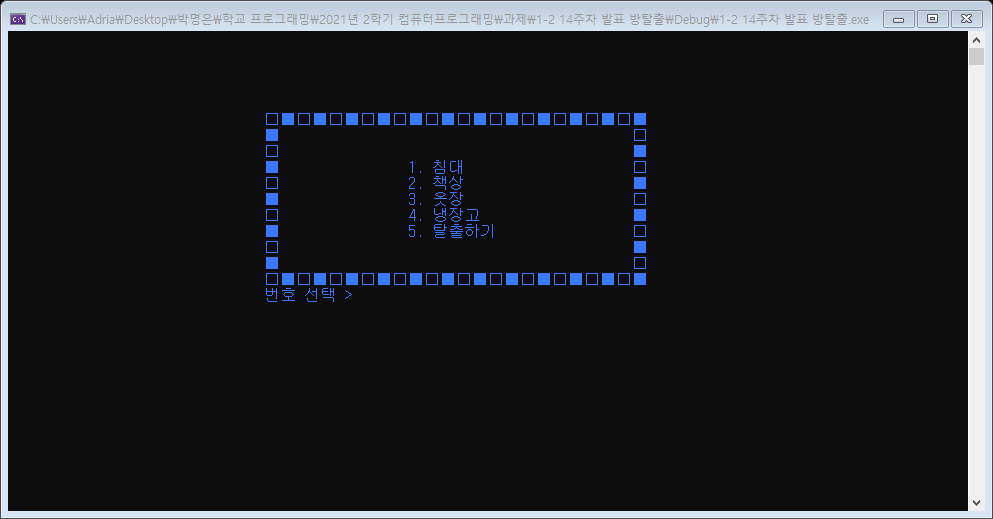 C:₩Users₩Adria₩Desktop₩박명은₩학교 프로그래밍₩2021년 2학기 컴퓨터프로그래밍₩과제₩1-2 14주차 발표 방탈출₩Debug₩1-2 14주차 발표 방탈출.exe
1. 침대
2. 책상
3. 옷장
4. 냉장고
5. 탈출하기
번호 선택 >